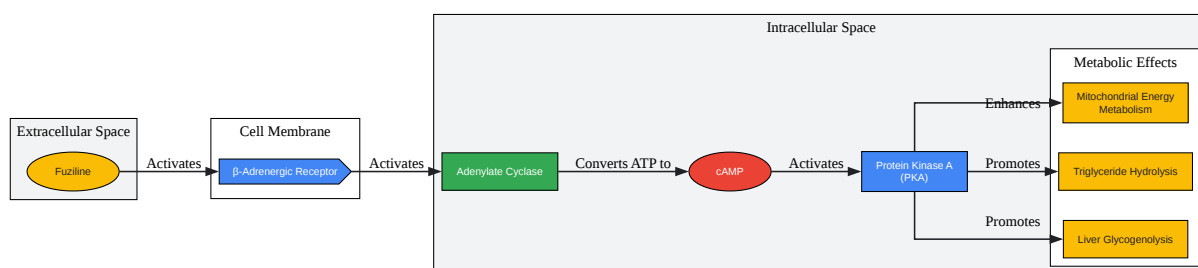 Intracellular Space
Metabolic Effects
Extracellular Space
Fuziline
Activates
Cell Membrane
β-Adrenergic Receptor
Activates
Adenylate Cyclase
Converts ATP to
cAMP
Activates
Protein Kinase A
(PKA)
Enhances
Mitochondrial Energy
Metabolism
Promotes
Triglyceride Hydrolysis
Promotes
Liver Glycogenolysis